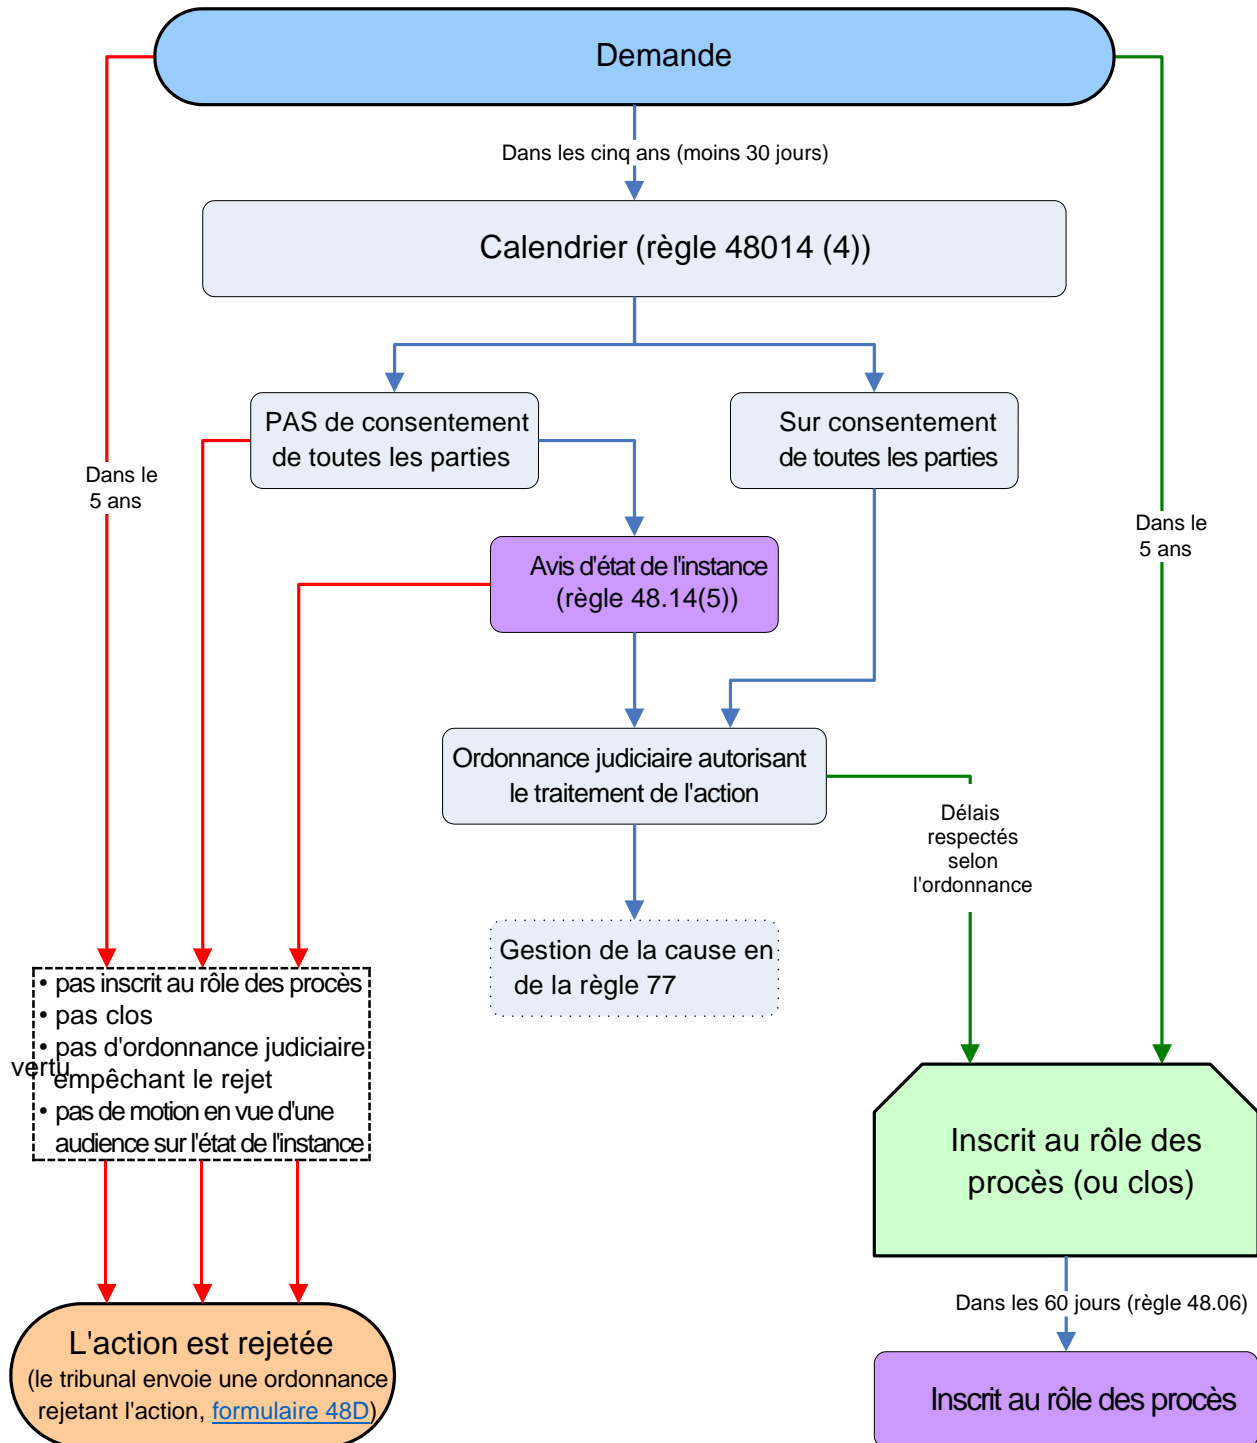 Demande
Dans les cinq ans (moins 30 jours)
Calendrier (règle 48014 (4))
PAS de consentement
de toutes les parties
Sur consentement
de toutes les parties
Dans le
5 ans
Avis d'état de l'instance
(règle 48.14(5))
Dans le
5 ans
Ordonnance judiciaire autorisant
le traitement de l'action
Délais
respectés
selon
l'ordonnance
Gestion de la cause en
de la règle 77
• pas inscrit au rôle des procès
• pas clos
• pas d'ordonnance judiciaire
vertu
empêchant le rejet
• pas de motion en vue d'une
audience sur l'état de l'instance
Inscrit au rôle des
procès (ou clos)
Dans les 60 jours (règle 48.06)
L'action est rejetée
(le tribunal envoie une ordonnance
rejetant l'action, formulaire 48D)
Inscrit au rôle des procès